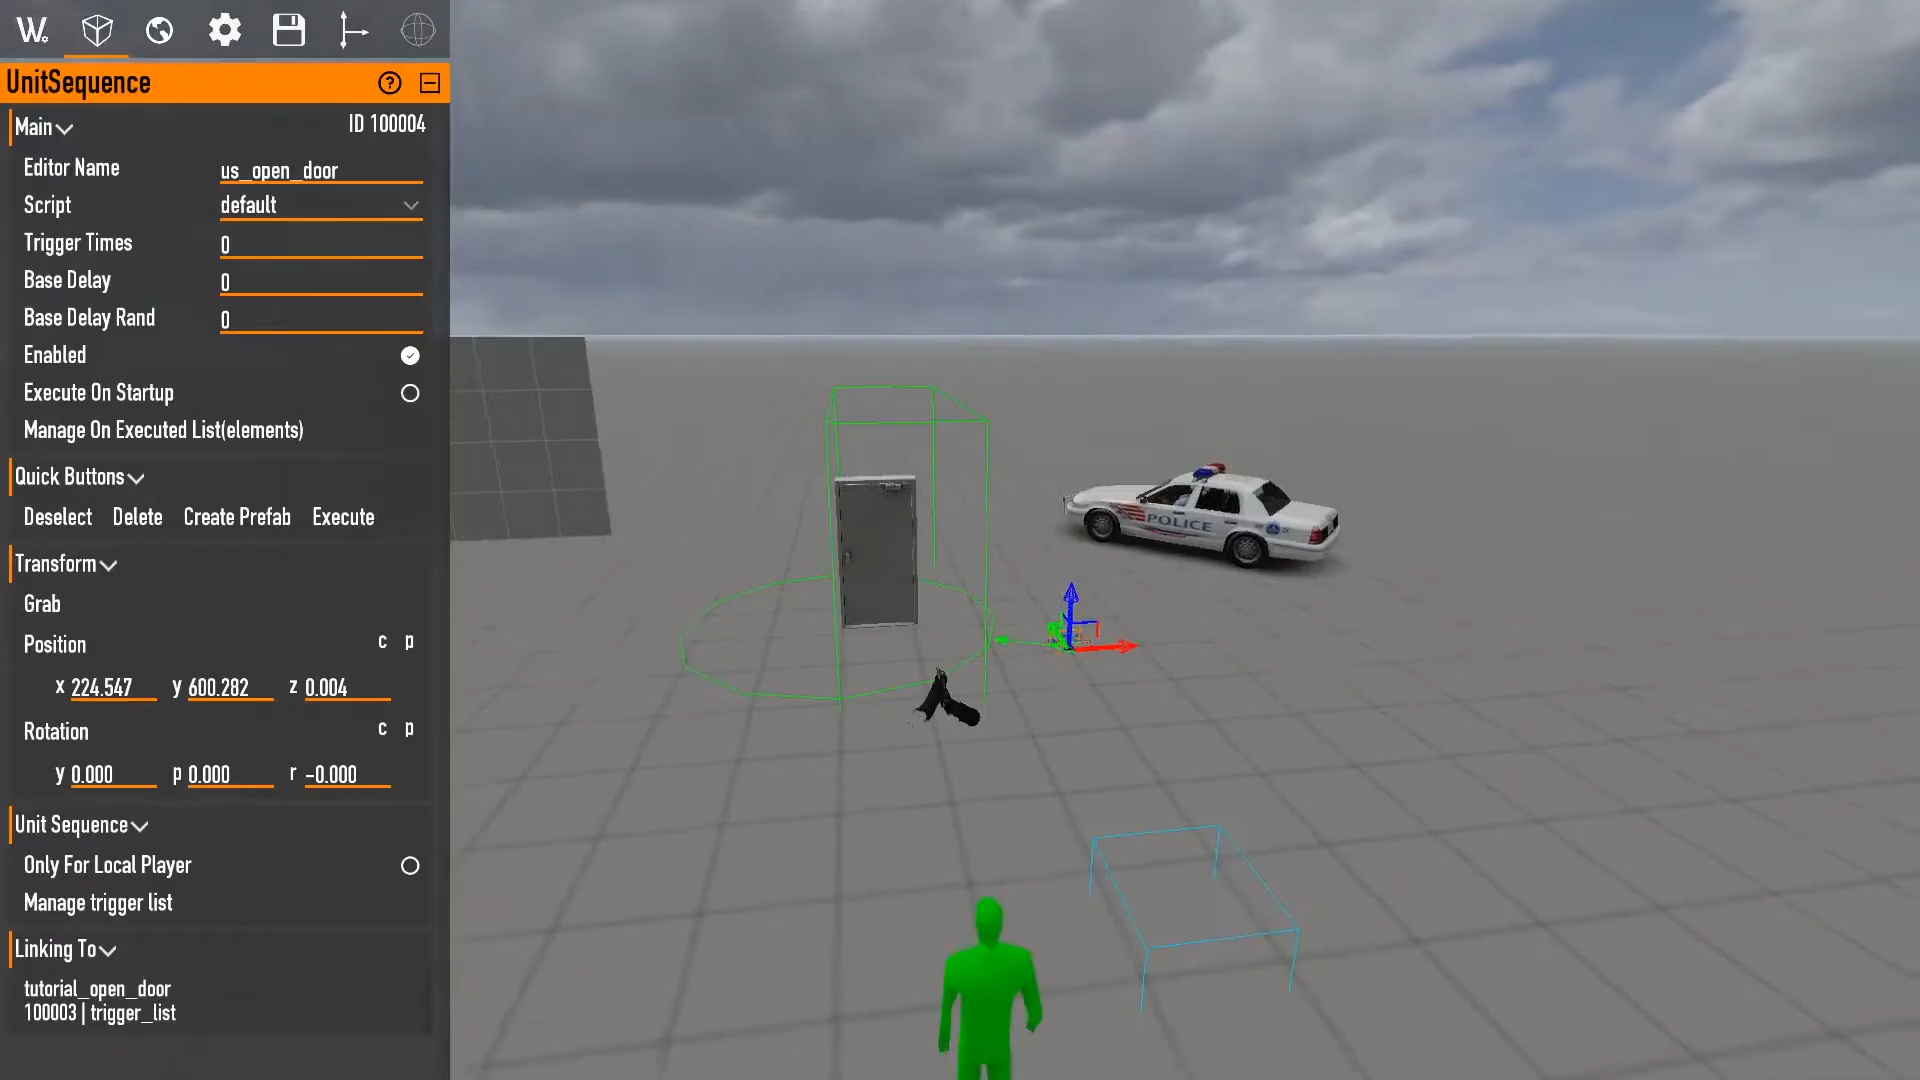 W.
UnitSequence
Main ID 100004
Editor Name us_open_door
Script default
Trigger Times 0
Base Delay 0
Base Delay Rand 0
Enabled
Execute On Startup
Manage On Executed List(elements)
Quick Buttons
Deselect Delete Create Prefab Execute
Transform
Grab
Position c p
x 224.547 y 600.282 z 0.004
Rotation c p
y 0.000 p 0.000 r -0.000
Unit Sequence
Only For Local Player
Manage trigger list
Linking To
tutorial_open_door
100003 | trigger_list
POLICE